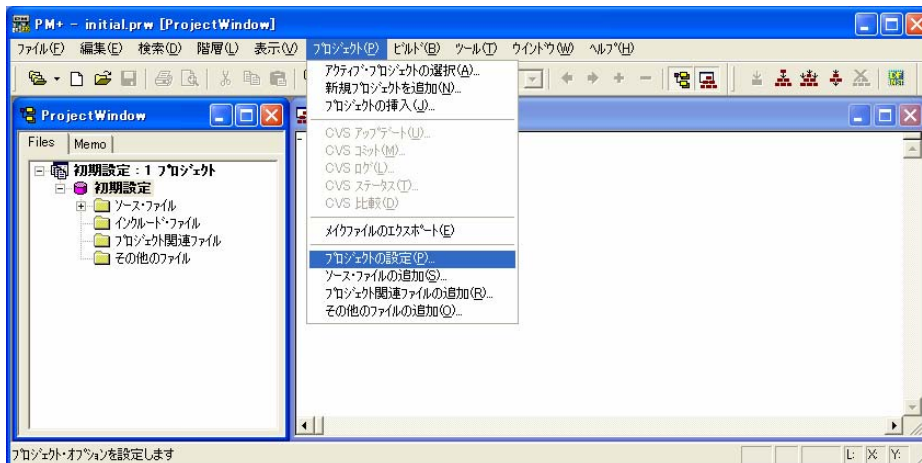 PM+ - initial.prw [ProjectWindow]
ファイル(F) 編集(E) 検索(D) 階層(L) 表示(V) プロジェクト(P) ビルド(B) ツール(T) ウインドウ(W) ヘルプ(H)
アクティブ・プロジェクトの選択(A)...
新規プロジェクトを追加(N)...
プロジェクトの挿入(J)...
CVS アップデート(U)...
CVS コミット(M)...
CVS ログ(L)...
CVS ステータス(T)...
CVS 比較(D)
メイクファイルのエクスポート(E)
プロジェクトの設定(P)...
ソース・ファイルの追加(S)...
プロジェクト関連ファイルの追加(R)...
その他のファイルの追加(O)...
ProjectWindow
Files Memo
初期設定 : 1 プロジェクト
初期設定
ソース・ファイル
インクルード・ファイル
プロジェクト関連ファイル
その他のファイル
プロジェクト・オプションを設定します
L: X: Y: